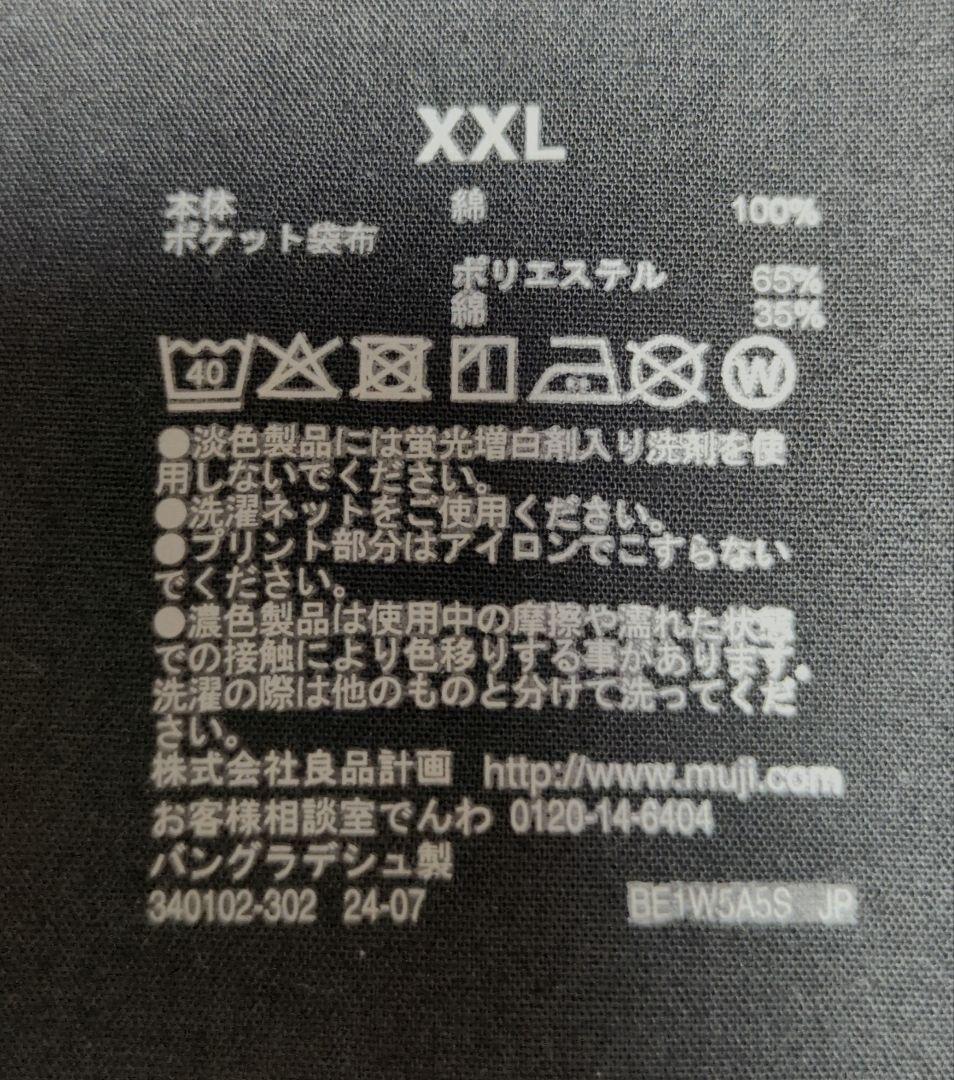 XXL
本体 綿 100%
ポケット袋布
ポリエステル 65%
綿 35%
40 W
●淡色製品には蛍光増白剤入り洗剤を使
用しないでください。
●洗濯ネットをご使用ください。
●プリント部分はアイロンでこすらない
でください。
●濃色製品は使用中の摩擦や濡れた状態
での接触により色移りする事があります。
洗濯の際は他のものと分けて洗ってくだ
さい。
株式会社良品計画 http://www.muji.com
お客様相談室でんわ 0120-14-6404
バングラデシュ製
340102-302 24-07 BE1W5A5S JP